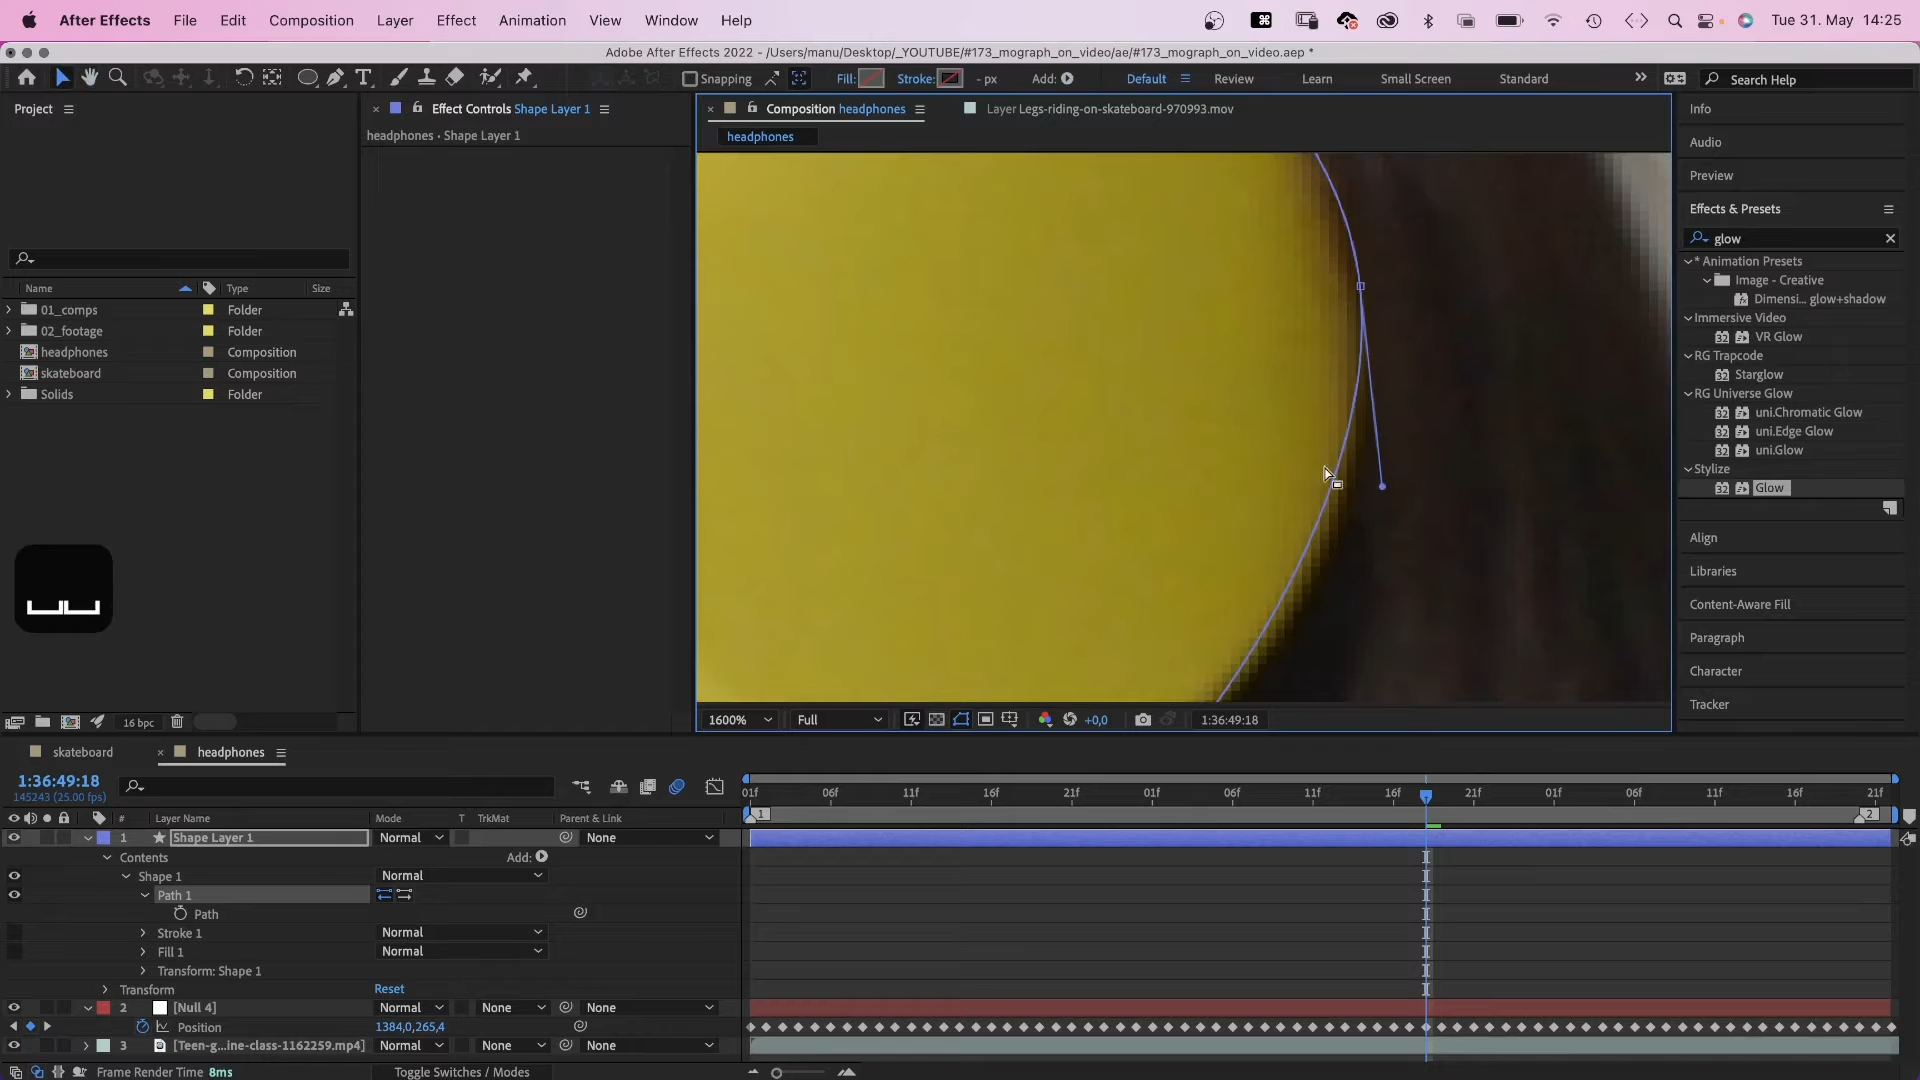 After Effects File Edit Composition Layer Effect Animation View Window Help Tue 31. May 14:25
Adobe After Effects 2022 - /Users/manu/Desktop/_YOUTUBE/#173_mograph_on_video/ae/#173_mograph_on_video.aep *
Snapping Fill: Stroke: - px Add: Default Review Learn Small Screen Standard Search Help
Project Effect Controls Shape Layer 1 Composition headphones Layer Legs-riding-on-skateboard-970993.mov Info
headphones • Shape Layer 1 headphones
Audio
Preview
Effects & Presets
glow
* Animation Presets
Image - Creative
Dimensi... glow+shadow
Immersive Video
VR Glow
RG Trapcode
Starglow
RG Universe Glow
uni.Chromatic Glow
uni.Edge Glow
uni.Glow
Stylize
Glow
Align
Libraries
Content-Aware Fill
Paragraph
Character
Tracker
Name Type Size
01_comps Folder
02_footage Folder
headphones Composition
skateboard Composition
Solids Folder
16 bpc
1600% Full +0,0 1:36:49:18
skateboard headphones
1:36:49:18
145243 (25.00 fps)
01f 06f 11f 16f 21f 01f 06f 11f 16f 21f 01f 06f 11f 16f 21f
1 2
# Layer Name Mode T TrkMat Parent & Link
1 Shape Layer 1 Normal None
Contents Add:
Shape 1 Normal
Path 1
Path
Stroke 1 Normal
Fill 1 Normal
Transform: Shape 1
Transform Reset
2 [Null 4] Normal None None
Position 1384,0,265,4
3 [Teen-g...ine-class-1162259.mp4] Normal None None
Frame Render Time 8ms Toggle Switches / Modes